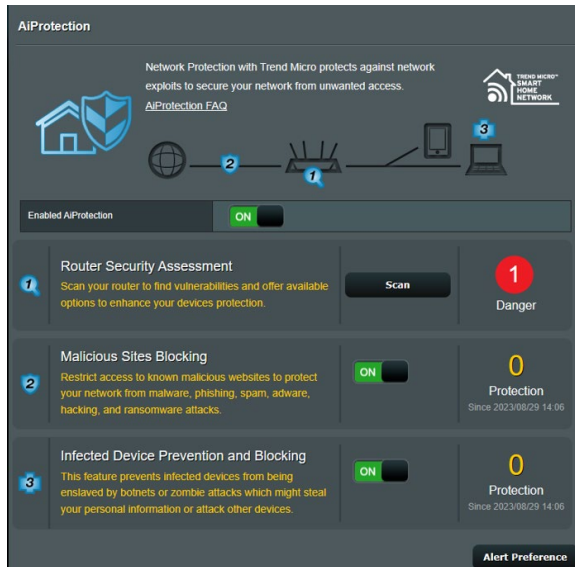 AiProtection
Network Protection with Trend Micro protects against network
exploits to secure your network from unwanted access.
AiProtection FAQ
TREND MICRO™
SMART
HOME
NETWORK
3
2
1
Enabled AiProtection
ON
1
Router Security Assessment
Scan your router to find vulnerabilities and offer available
options to enhance your devices protection.
Scan
1
Danger
2
Malicious Sites Blocking
Restrict access to known malicious websites to protect
your network from malware, phishing, spam, adware,
hacking, and ransomware attacks.
ON
0
Protection
Since 2023/08/29 14:06
3
Infected Device Prevention and Blocking
This feature prevents infected devices from being
enslaved by botnets or zombie attacks which might steal
your personal information or attack other devices.
ON
0
Protection
Since 2023/08/29 14:06
Alert Preference